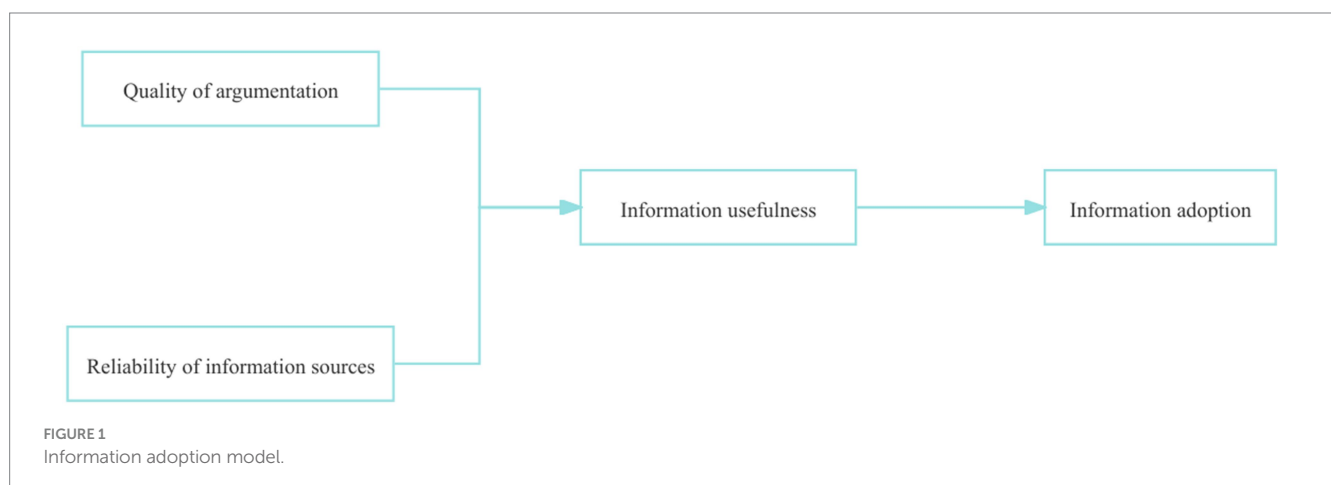 Quality of argumentation
Information usefulness
Information adoption
Reliability of information sources
FIGURE 1
Information adoption model.